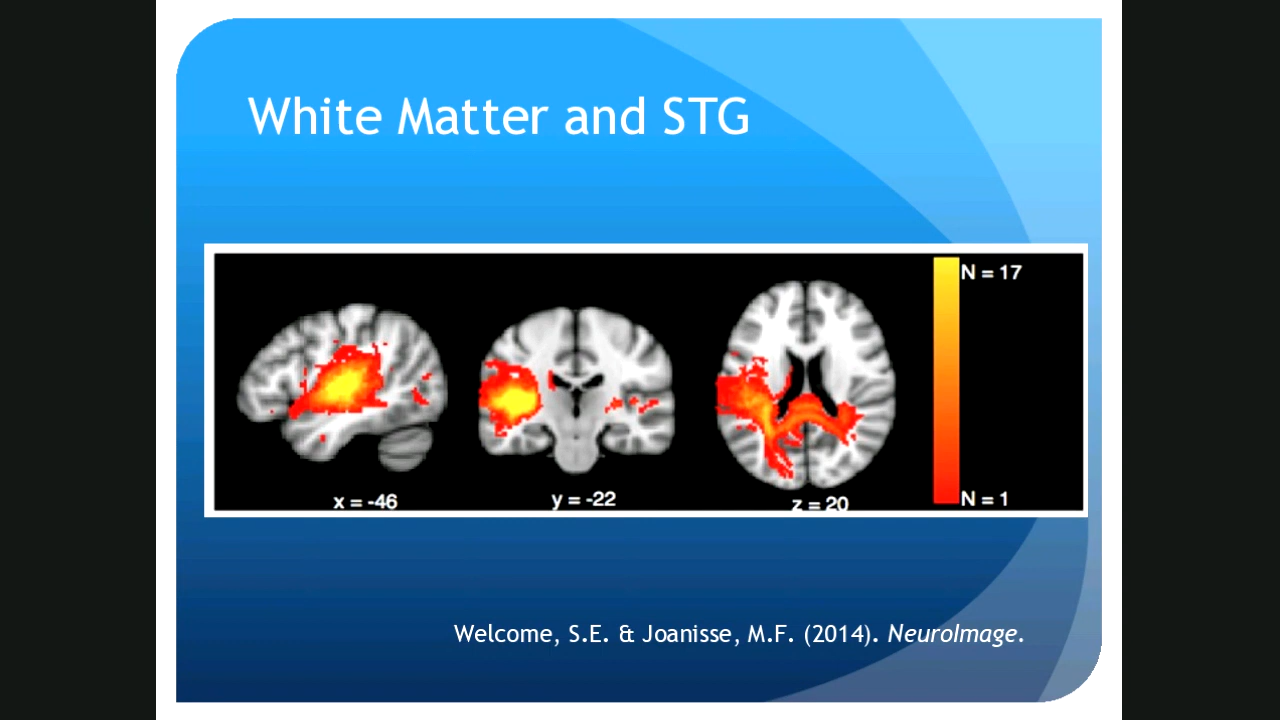 White Matter and STG
N = 17
N = 1
x = -46
y = -22
z = 20
Welcome, S.E. & Joanisse, M.F. (2014). NeuroImage.